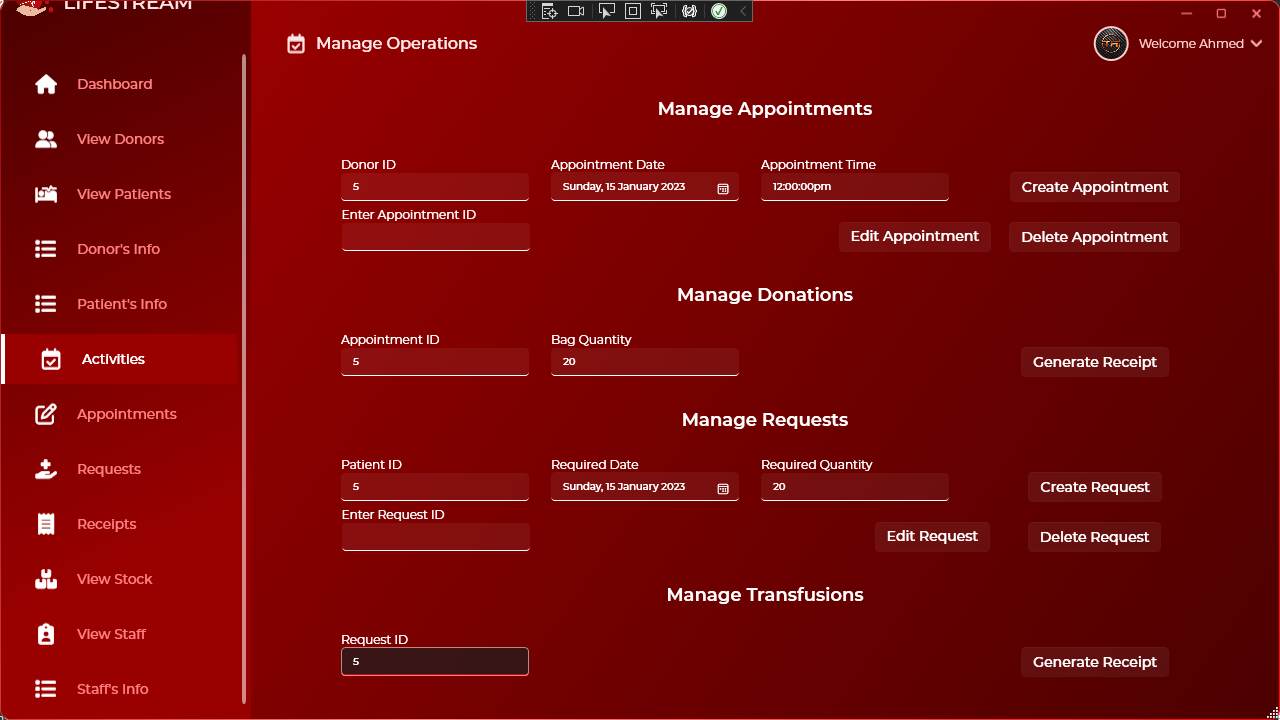 LIFESTREAM
Manage Operations
Welcome Ahmed
Dashboard
View Donors
View Patients
Donor's Info
Patient's Info
Activities
Appointments
Requests
Receipts
View Stock
View Staff
Staff's Info
Manage Appointments
Donor ID Appointment Date Appointment Time
5 Sunday, 15 January 2023 12:00:00pm Create Appointment
Enter Appointment ID
Edit Appointment Delete Appointment
Manage Donations
Appointment ID Bag Quantity
5 20 Generate Receipt
Manage Requests
Patient ID Required Date Required Quantity
5 Sunday, 15 January 2023 20 Create Request
Enter Request ID
Edit Request Delete Request
Manage Transfusions
Request ID
5 Generate Receipt